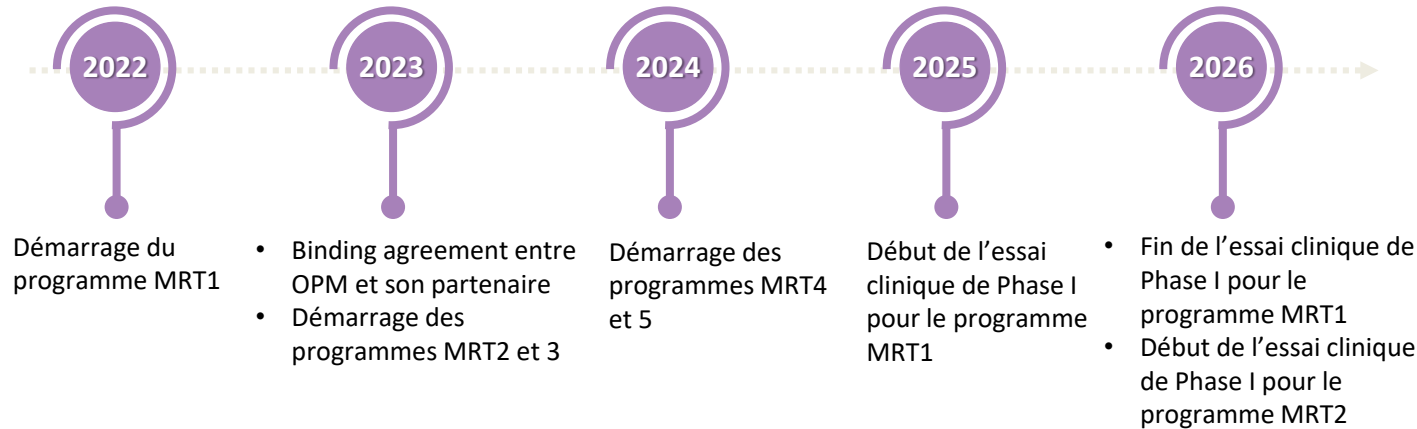 2022
2023
2024
2025
2026
Démarrage du
programme MRT1
• Binding agreement entre
OPM et son partenaire
• Démarrage des
programmes MRT2 et 3
Démarrage des
programmes MRT4
et 5
Début de l’essai
clinique de Phase I
pour le programme
MRT1
• Fin de l’essai clinique de
Phase I pour le
programme MRT1
• Début de l’essai clinique
de Phase I pour le
programme MRT2